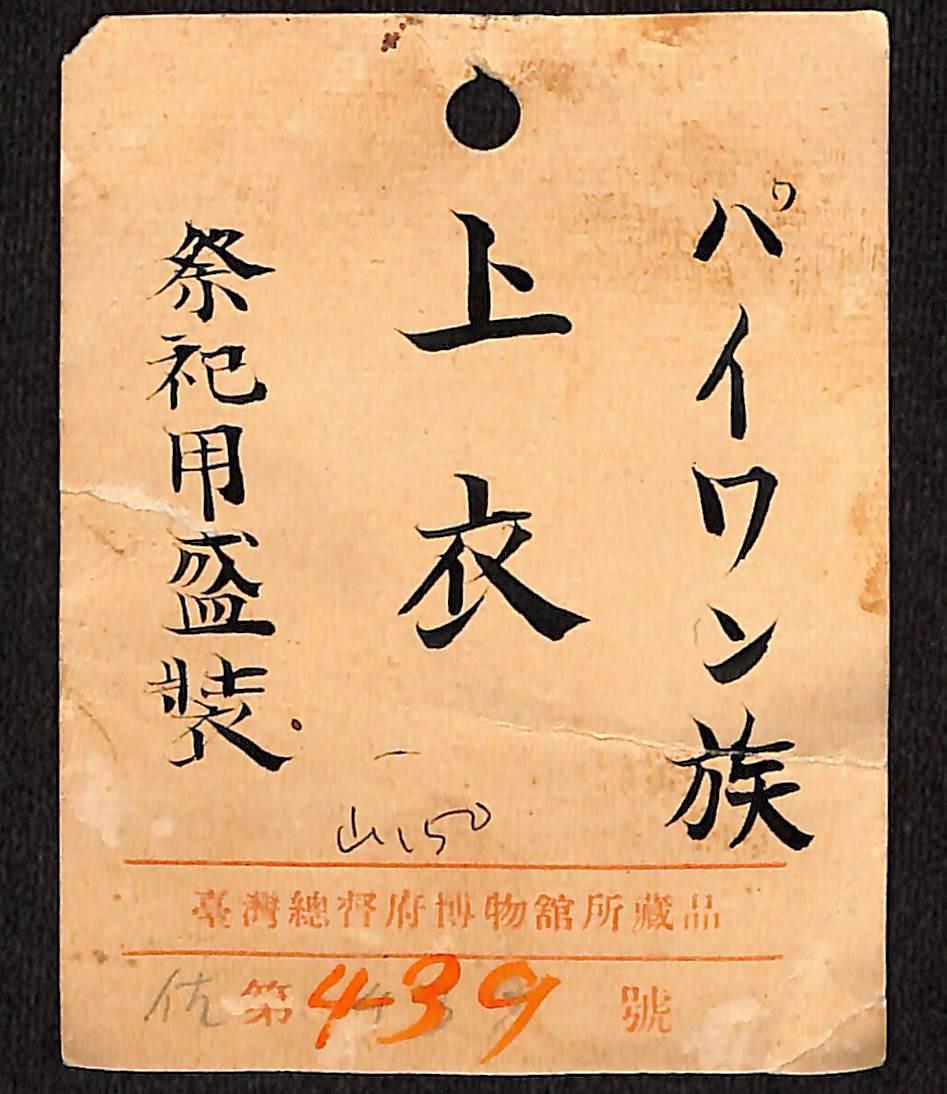 パイワン族
上衣
祭祀用盛装
山150
臺灣總督府博物館所藏品
佐 第439號